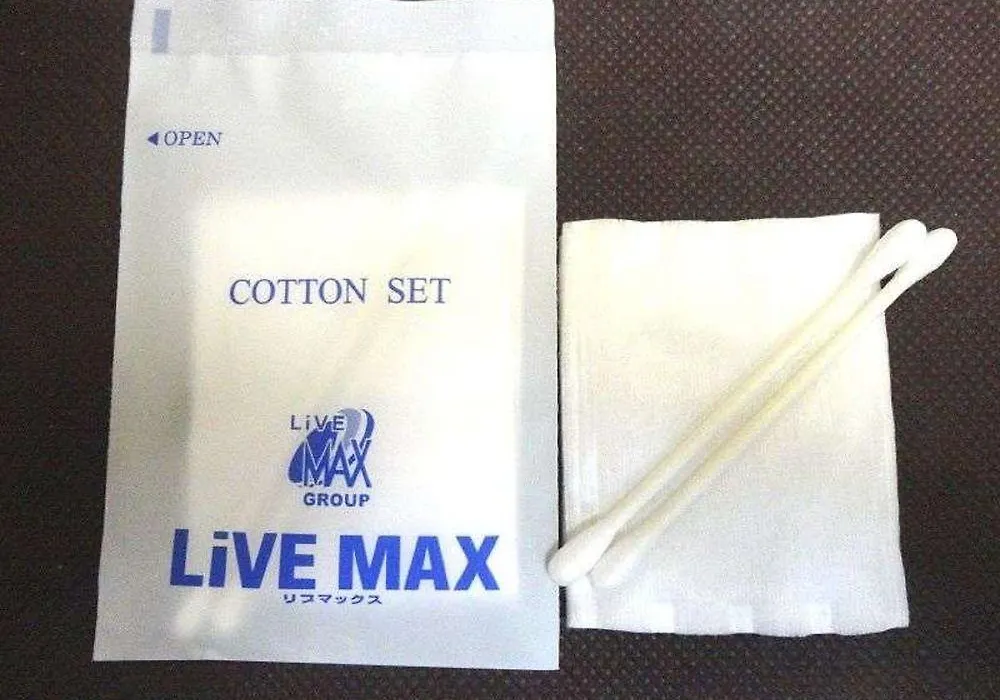 ◀OPEN
COTTON SET
LiVE
MAX
GROUP
LiVE MAX
リブマックス